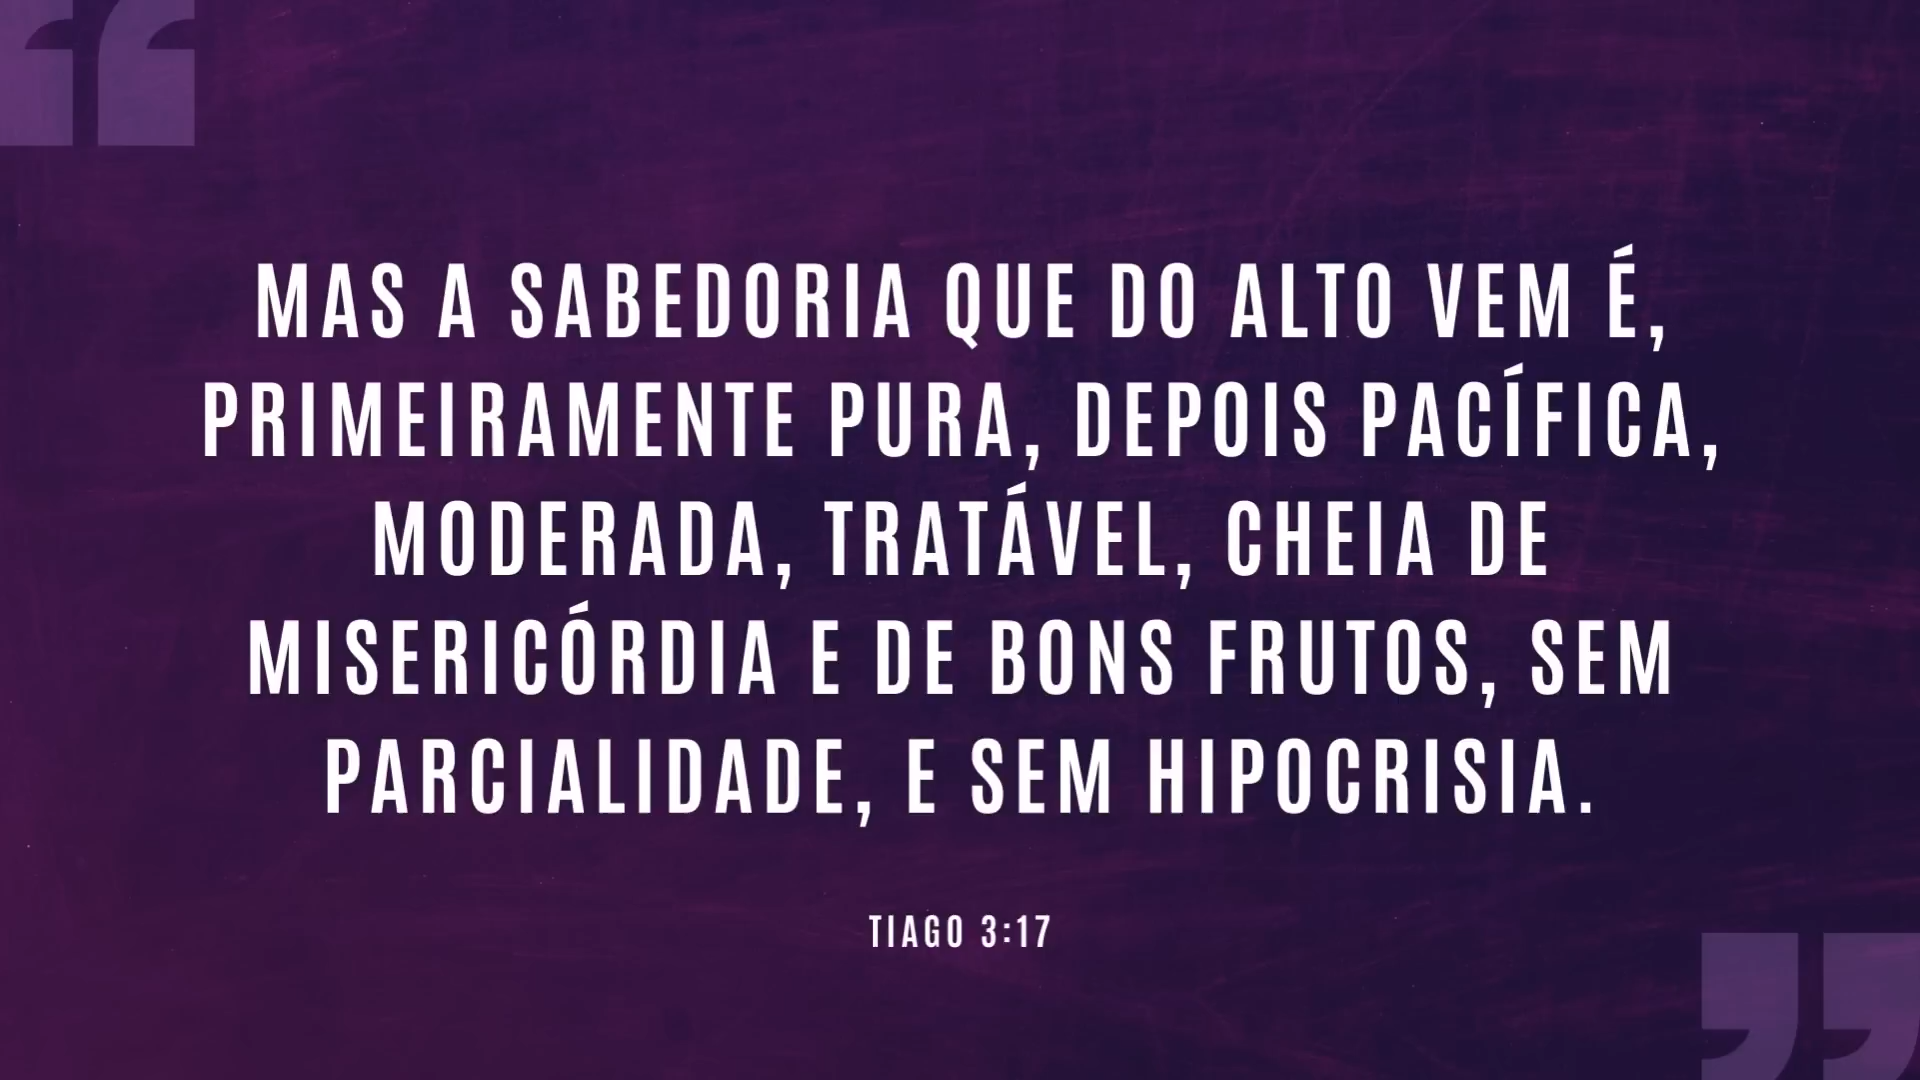 MAS A SABEDORIA QUE DO ALTO VEM É,
PRIMEIRAMENTE PURA, DEPOIS PACÍFICA,
MODERADA, TRATÁVEL, CHEIA DE
MISERICÓRDIA E DE BONS FRUTOS, SEM
PARCIALIDADE, E SEM HIPOCRISIA.
TIAGO 3:17